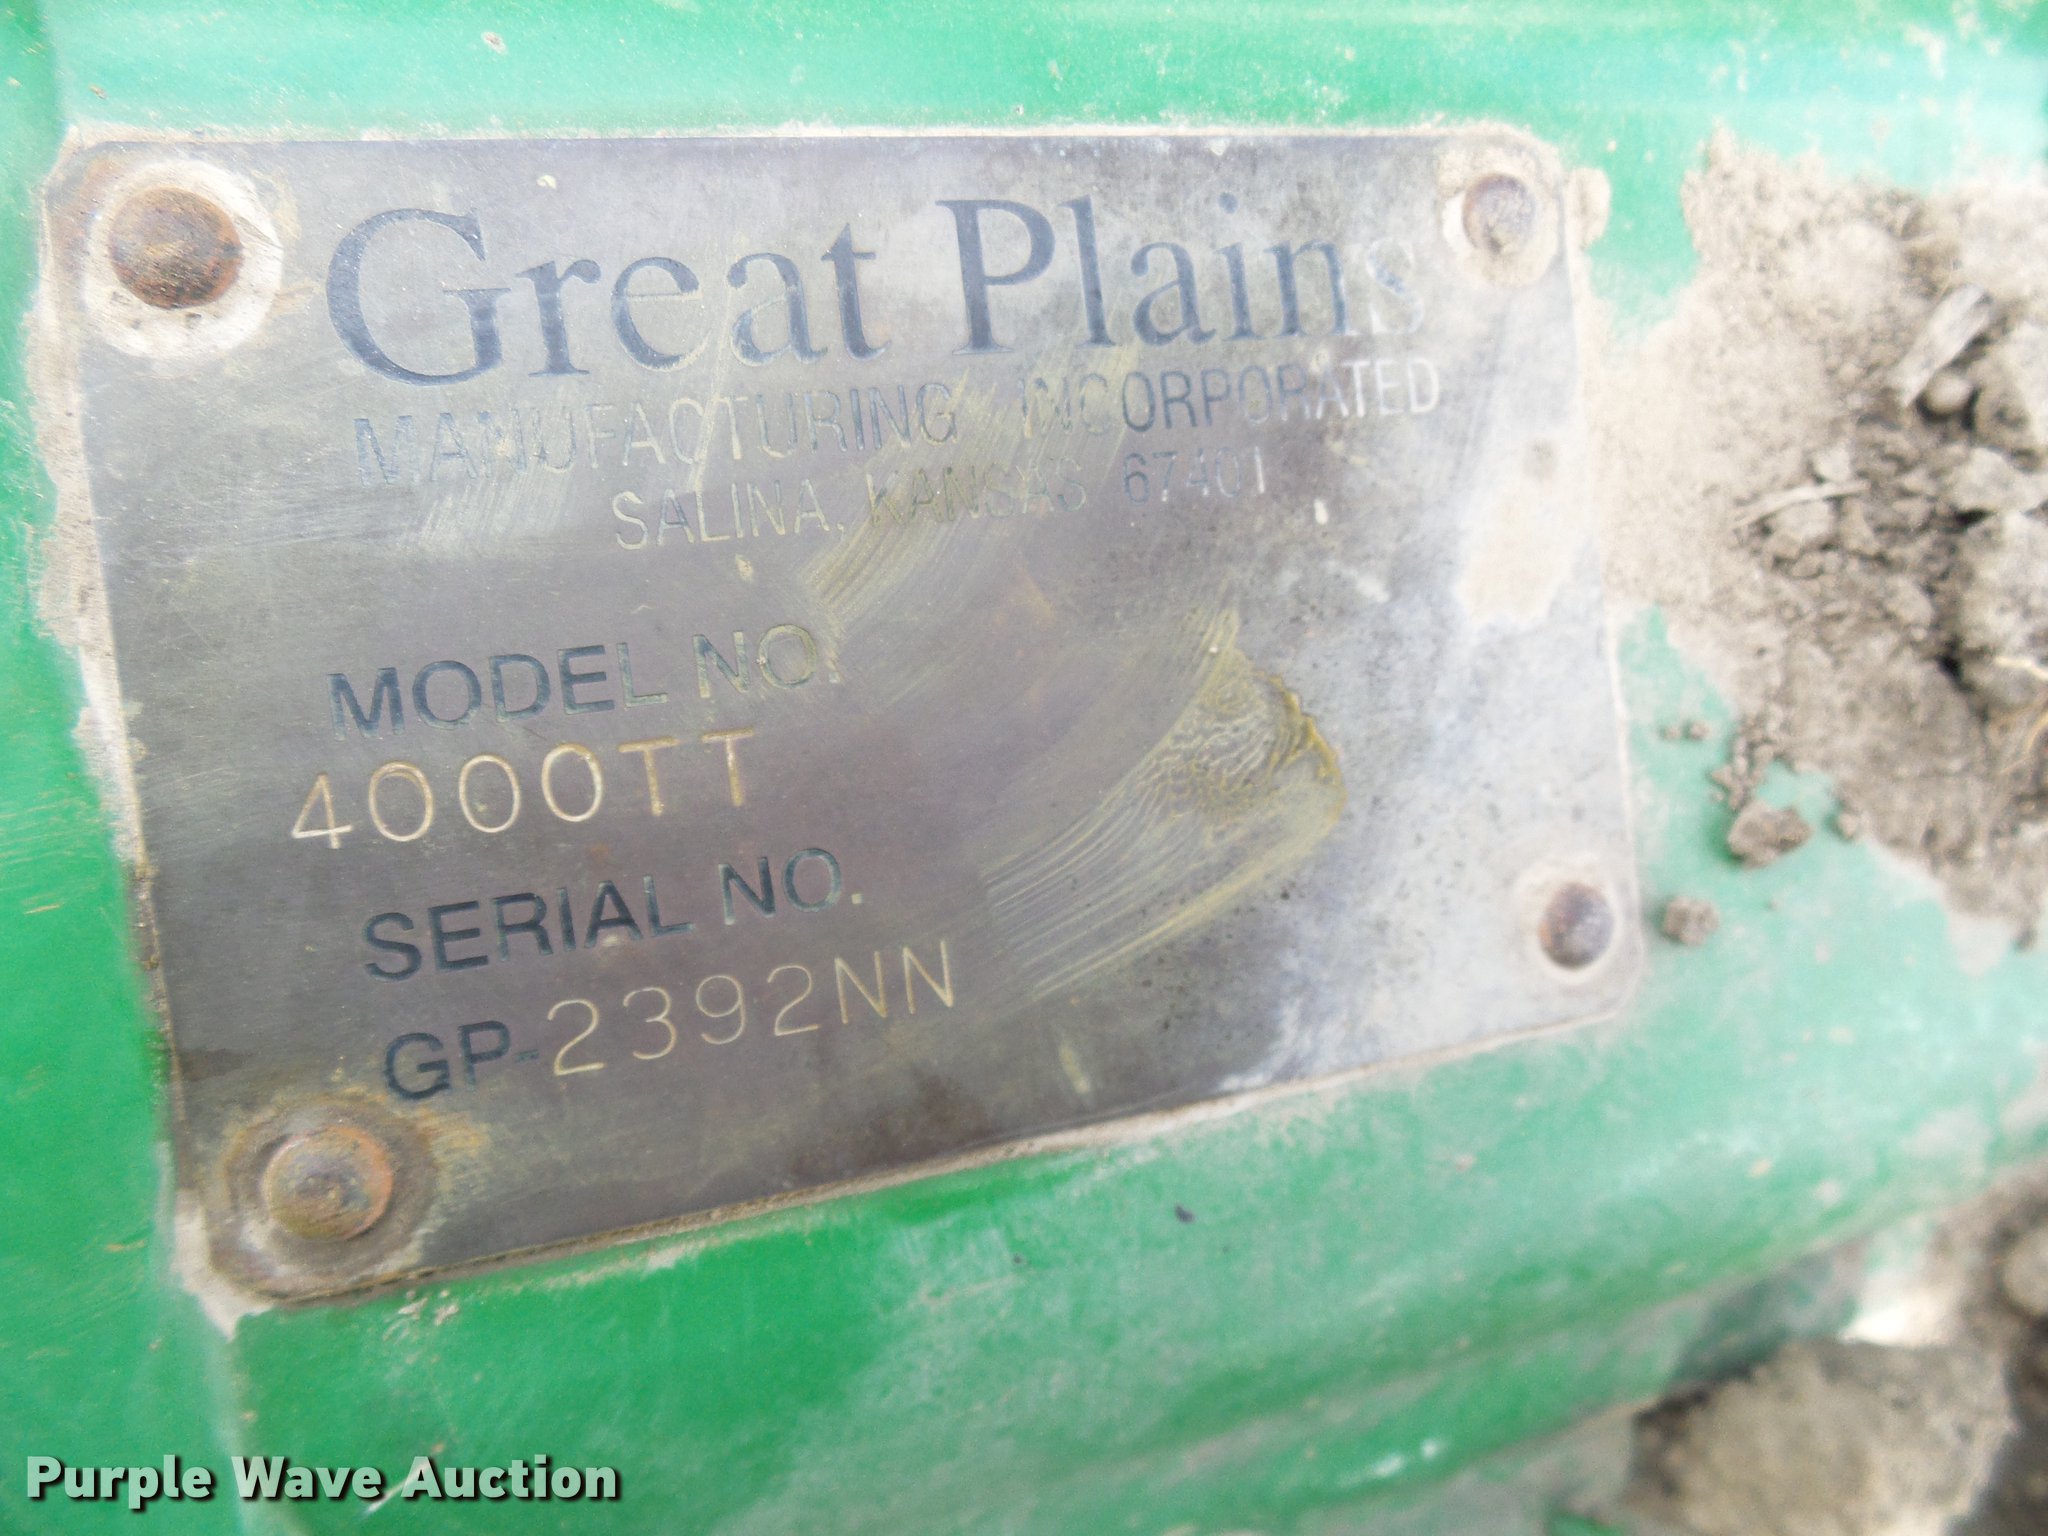 Great Plains
MANUFACTURING INCORPORATED
SALINA, KANSAS 67401
MODEL NO.
4000TT
SERIAL NO.
GP-2392NN
Purple Wave Auction